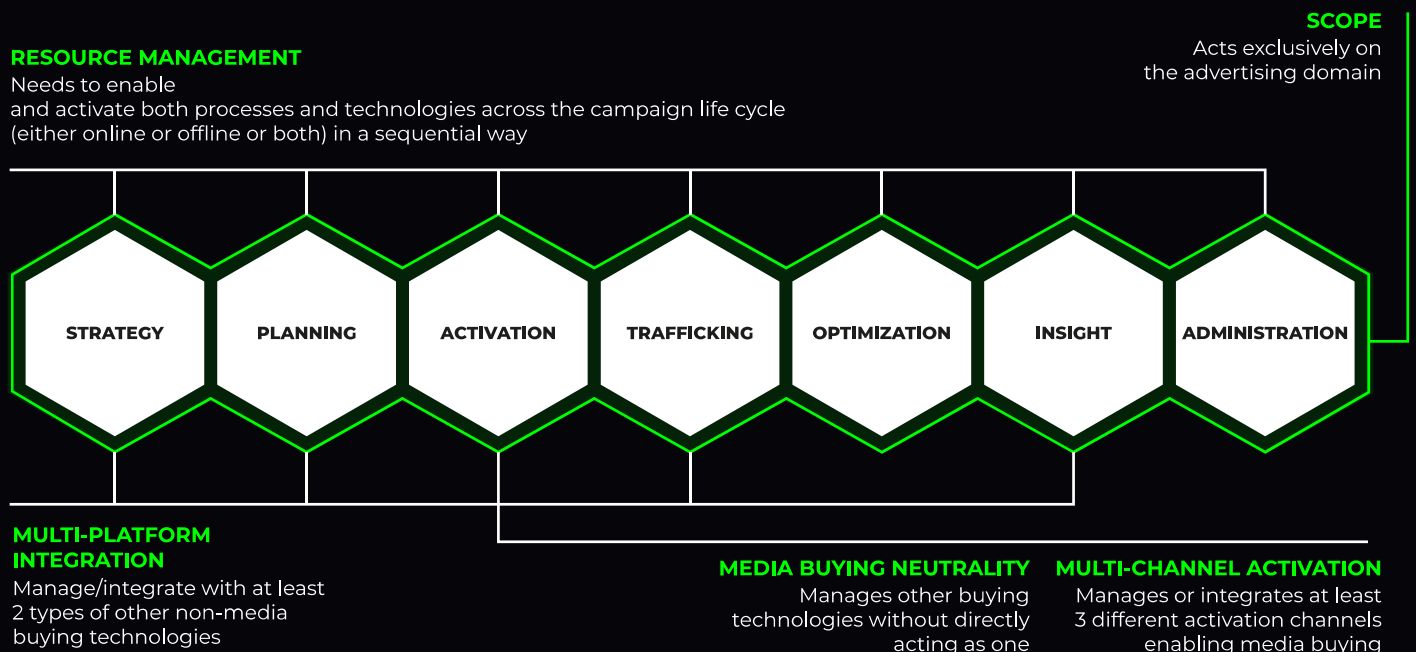 SCOPE
Acts exclusively on
the advertising domain
RESOURCE MANAGEMENT
Needs to enable
and activate both processes and technologies across the campaign life cycle
(either online or offline or both) in a sequential way
STRATEGY
PLANNING
ACTIVATION
TRAFFICKING
OPTIMIZATION
INSIGHT
ADMINISTRATION
MULTI-PLATFORM
INTEGRATION
Manage/integrate with at least
2 types of other non-media
buying technologies
MEDIA BUYING NEUTRALITY
Manages other buying
technologies without directly
acting as one
MULTI-CHANNEL ACTIVATION
Manages or integrates at least
3 different activation channels
enabling media buying